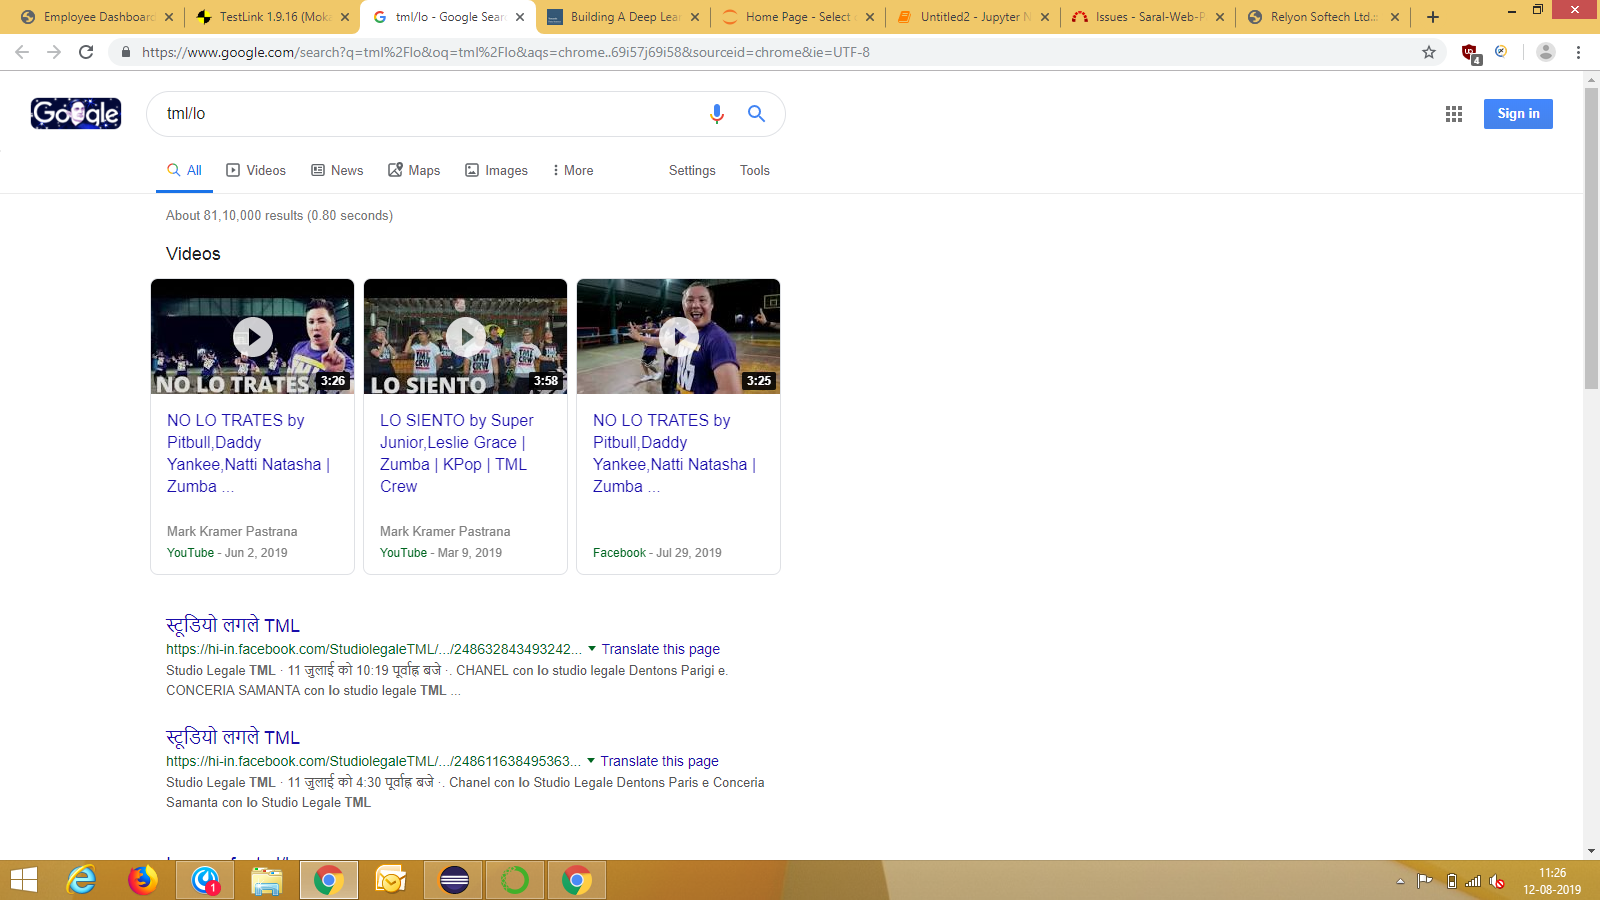 Employee Dashboard
TestLink 1.9.16 (Moka
tml/lo - Google Sear
Building A Deep Lear
Home Page - Select
Untitled2 - Jupyter N
Issues - Saral-Web-P
Relyon Softech Ltd.:
https://www.google.com/search?q=tml%2Flo&oq=tml%2Flo&aqs=chrome..69i57j69i58&sourceid=chrome&ie=UTF-8
4
Google
tml/lo
Sign in
All
Videos
News
Maps
Images
More
Settings
Tools
About 81,10,000 results (0.80 seconds)
Videos
NO LO TRATES 3:26
TML CREW
LO SIENTO 3:58
3:25
NO LO TRATES by
Pitbull,Daddy
Yankee,Natti Natasha |
Zumba ...
Mark Kramer Pastrana
YouTube - Jun 2, 2019
LO SIENTO by Super
Junior,Leslie Grace |
Zumba | KPop | TML
Crew
Mark Kramer Pastrana
YouTube - Mar 9, 2019
NO LO TRATES by
Pitbull,Daddy
Yankee,Natti Natasha |
Zumba ...
Facebook - Jul 29, 2019
स्टूडियो लगले TML
https://hi-in.facebook.com/StudiolegaleTML/.../248632843493242... Translate this page
Studio Legale TML · 11 जुलाई को 10:19 पूर्वाह्न बजे ·. CHANEL con lo studio legale Dentons Parigi e.
CONCERIA SAMANTA con lo studio legale TML ...
स्टूडियो लगले TML
https://hi-in.facebook.com/StudiolegaleTML/.../248611638495363... Translate this page
Studio Legale TML · 11 जुलाई को 4:30 पूर्वाह्न बजे ·. Chanel con lo Studio Legale Dentons Paris e Conceria
Samanta con lo Studio Legale TML
1
11:26
12-08-2019